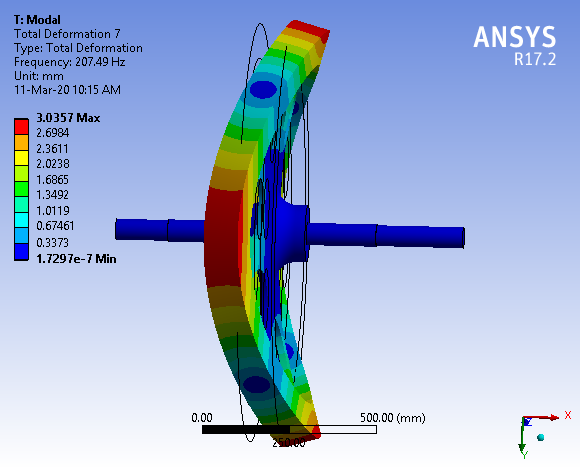 T: Modal
Total Deformation 7
Type: Total Deformation
Frequency: 207.49 Hz
Unit: mm
11-Mar-20 10:15 AM
3.0357 Max
2.6984
2.3611
2.0238
1.6865
1.3492
1.0119
0.67461
0.3373
1.7297e-7 Min
ANSYS
R17.2
0.00
500.00 (mm)
250.00
X
Y